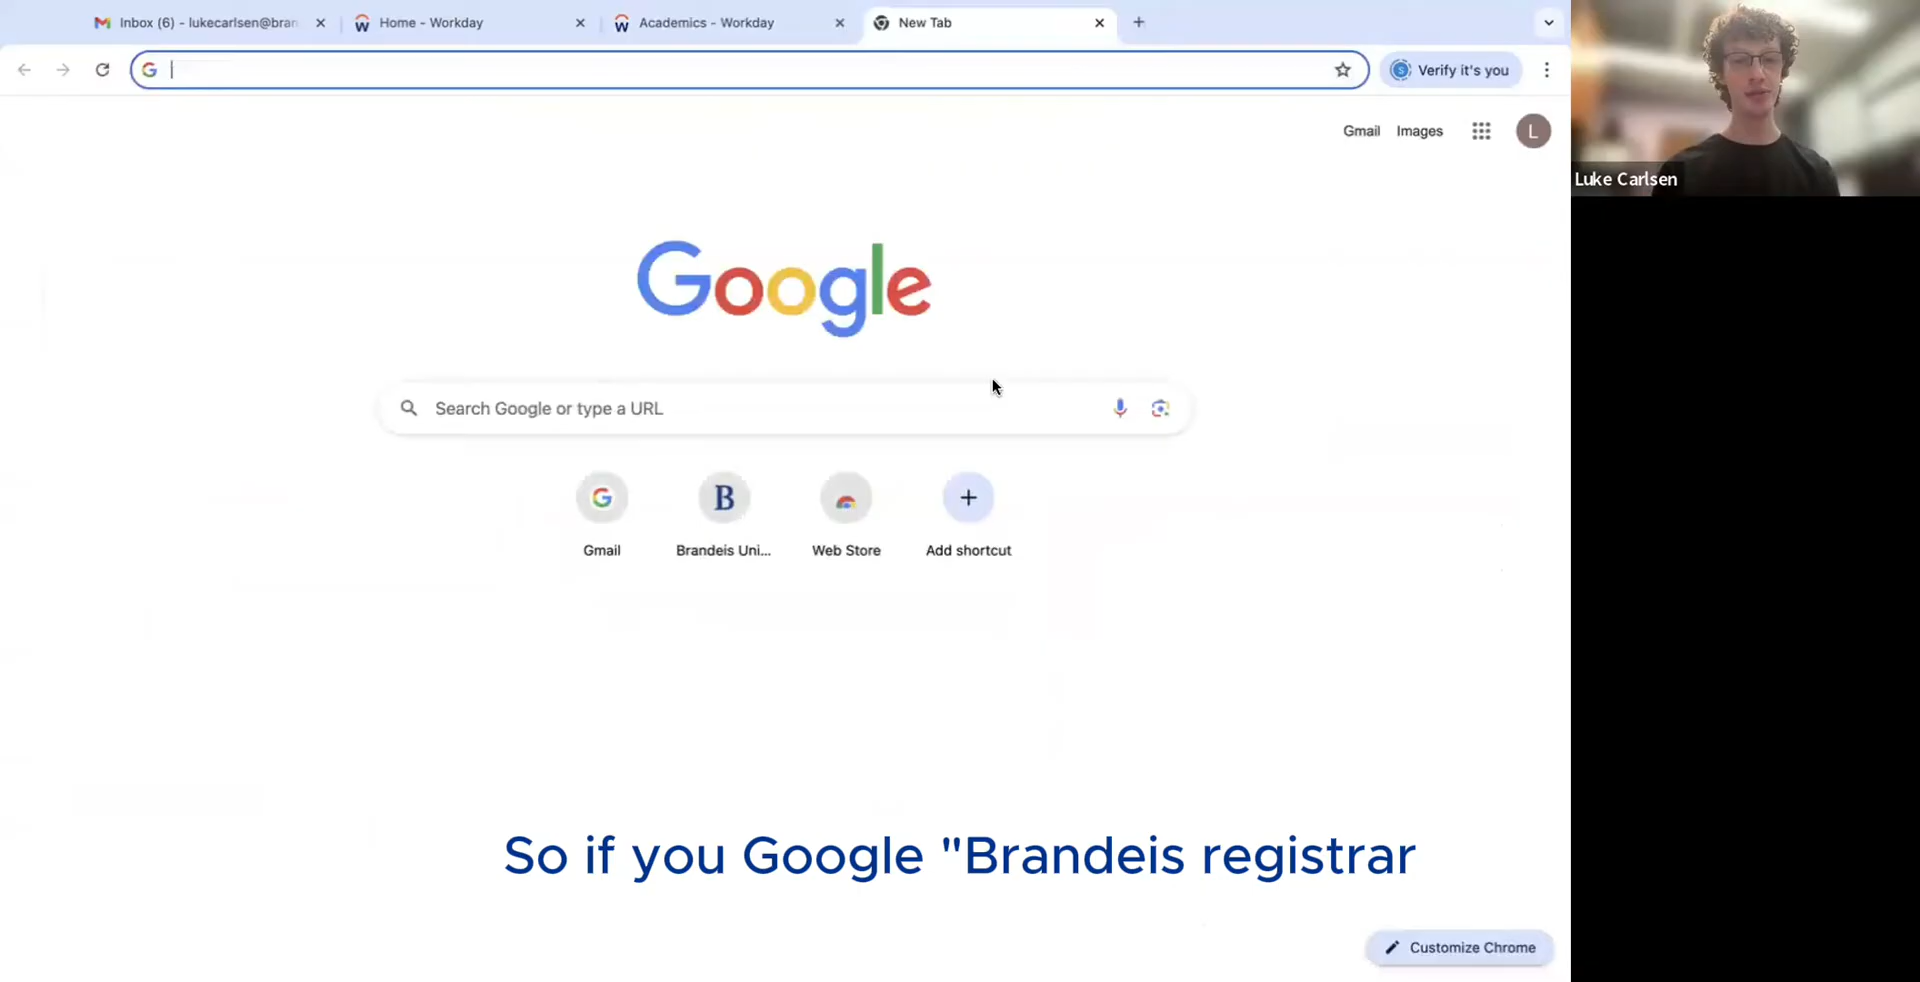 Inbox (6) - lukecarlsen@bran
Home - Workday
Academics - Workday
New Tab
Verify it's you
Gmail
Images
L
Luke Carlsen
Google
Search Google or type a URL
B
Gmail
Brandeis Uni...
Web Store
Add shortcut
So if you Google "Brandeis registrar
Customize Chrome